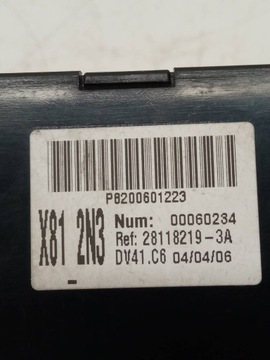 P8200601223
X81 2N3
Num: 00060234
Ref: 28118219-3A
DV41.C6 04/04/06